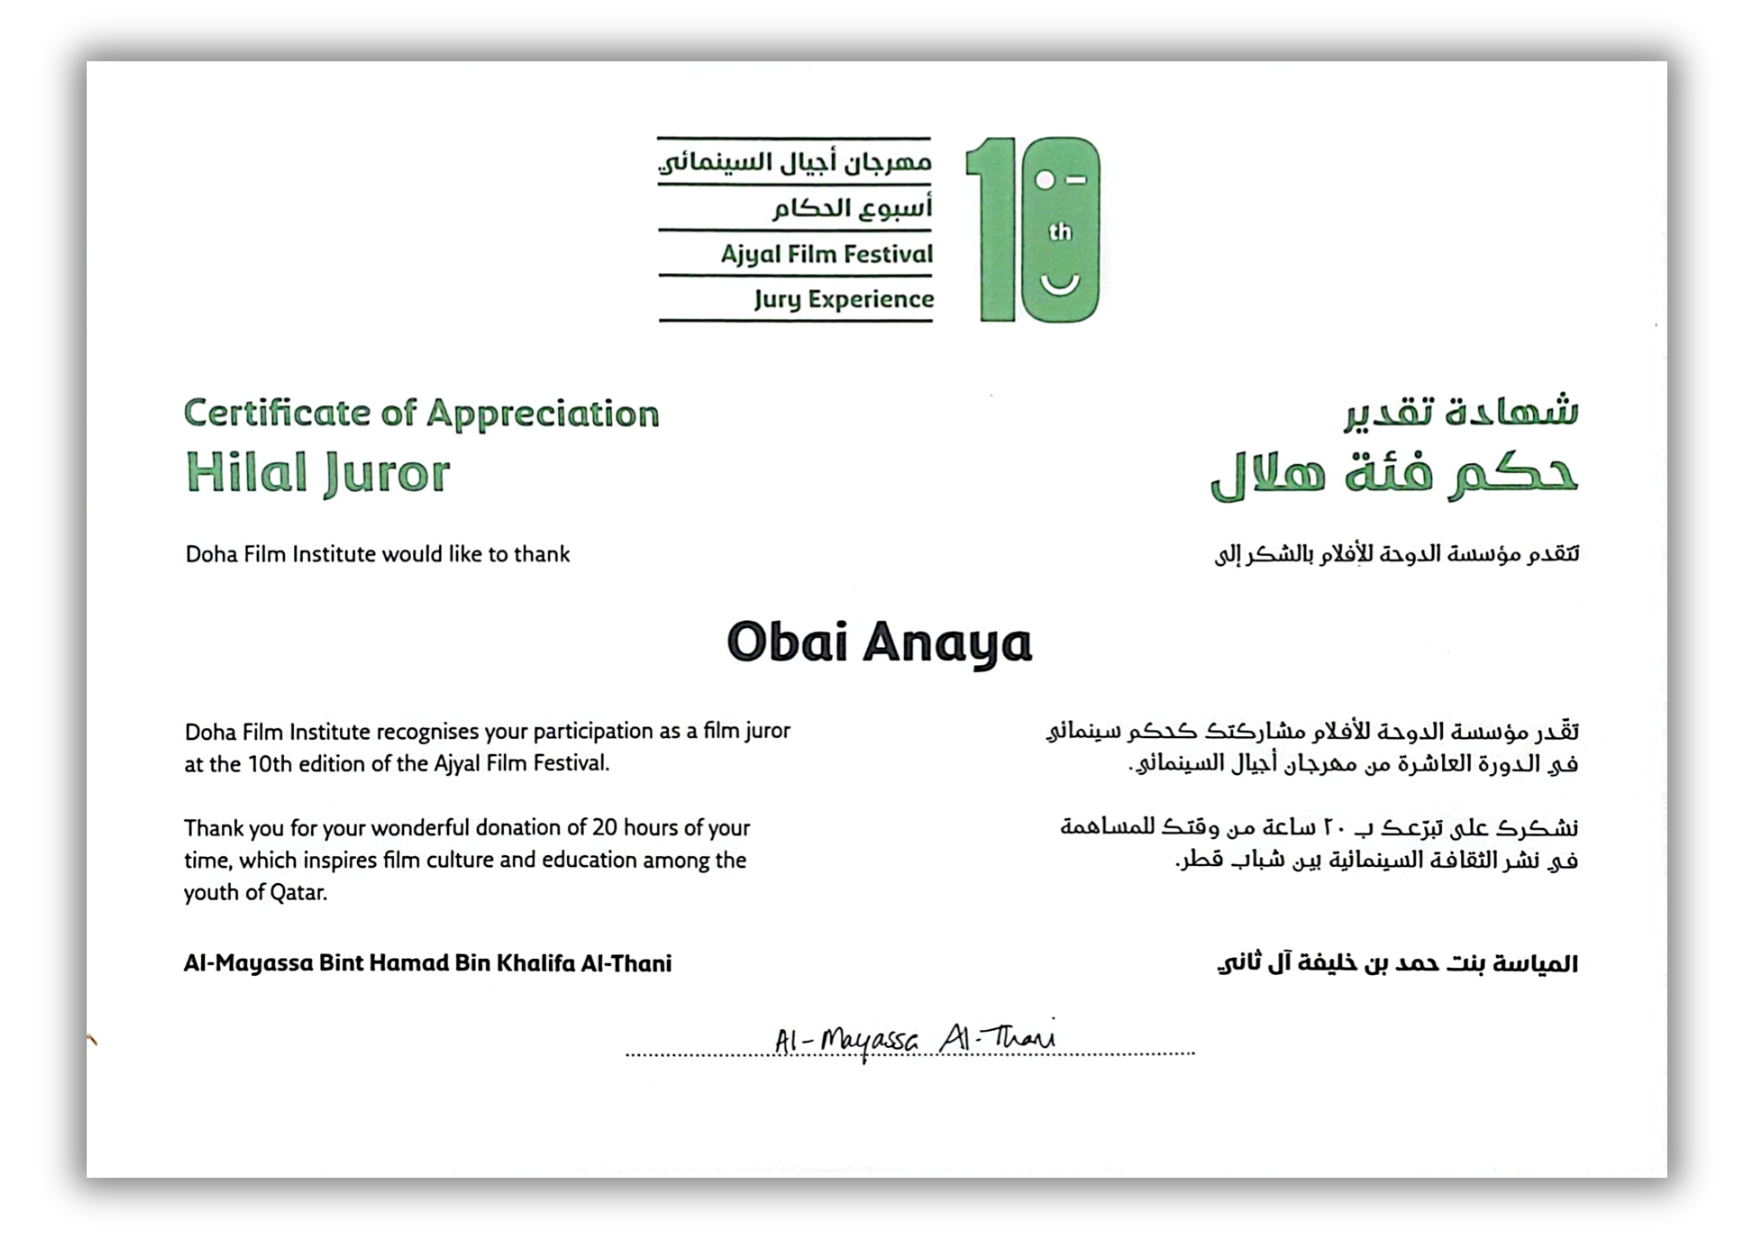 مهرجان أجيال السينمائي
أسبوع الحكام
Ajyal Film Festival
Jury Experience
10th
Certificate of Appreciation
Hilal Juror
Doha Film Institute would like to thank
شهادة تقدير
حكم فئة هلال
تتقدم مؤسسة الدوحة للأفلام بالشكر إلى
Obai Anaya
Doha Film Institute recognises your participation as a film juror
at the 10th edition of the Ajyal Film Festival.
Thank you for your wonderful donation of 20 hours of your
time, which inspires film culture and education among the
youth of Qatar.
Al-Mayassa Bint Hamad Bin Khalifa Al-Thani
تقّدر مؤسسة الدوحة للأفلام مشاركتك كحكم سينمائي
في الدورة العاشرة من مهرجان أجيال السينمائي.
نشكرك على تبرّعك بـ ٢٠ ساعة من وقتك للمساهمة
في نشر الثقافة السينمائية بين شباب قطر.
المياسة بنت حمد بن خليفة آل ثاني
Al-Mayassa Al-Thani